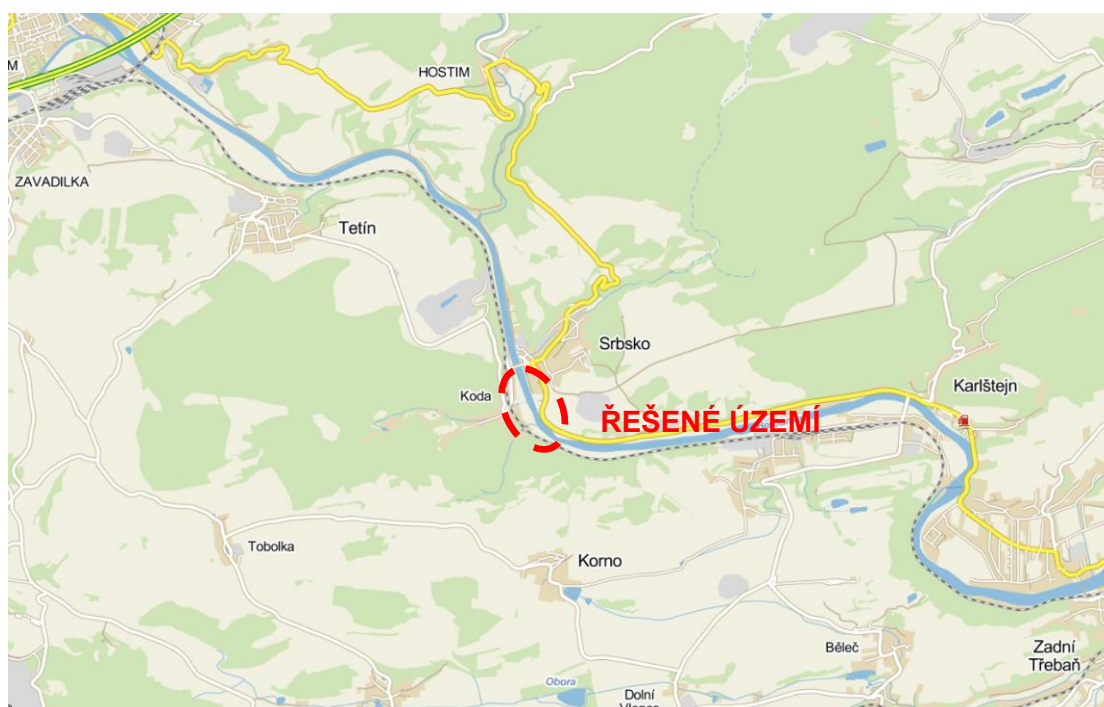 HOSTIM
M
ZAVADILKA
Tetín
Srbsko
Karlštejn
Koda
ŘEŠENÉ ÚZEMÍ
Tobolka
Korno
Běleč
Zadní
Třebaň
Obora
Dolní